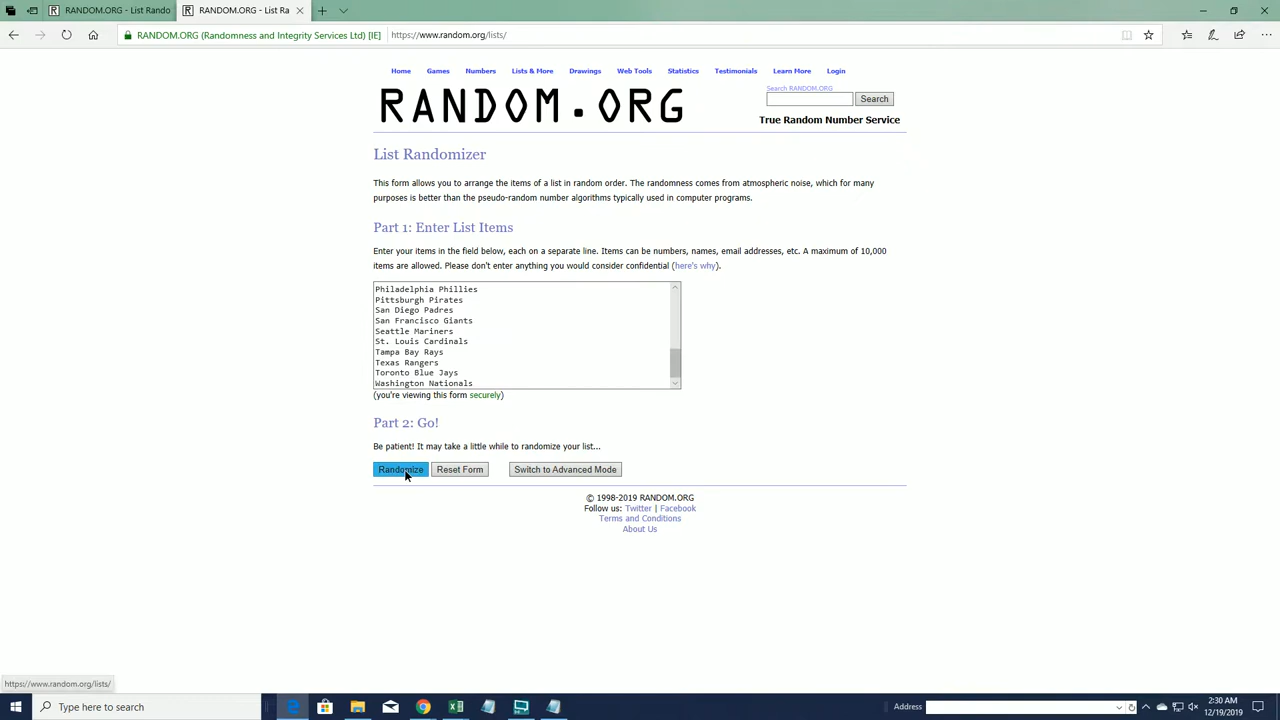 RANDOM.ORG - List Rando
RANDOM.ORG - List Ra
RANDOM.ORG (Randomness and Integrity Services Ltd) [IE]
https://www.random.org/lists/
Home Games Numbers Lists & More Drawings Web Tools Statistics Testimonials Learn More Login
RANDOM.ORG
Search RANDOM.ORG
Search
True Random Number Service
List Randomizer
This form allows you to arrange the items of a list in random order. The randomness comes from atmospheric noise, which for many
purposes is better than the pseudo-random number algorithms typically used in computer programs.
Part 1: Enter List Items
Enter your items in the field below, each on a separate line. Items can be numbers, names, email addresses, etc. A maximum of 10,000
items are allowed. Please don't enter anything you would consider confidential (here's why).
Philadelphia Phillies
Pittsburgh Pirates
San Diego Padres
San Francisco Giants
Seattle Mariners
St. Louis Cardinals
Tampa Bay Rays
Texas Rangers
Toronto Blue Jays
Washington Nationals
(you're viewing this form securely)
Part 2: Go!
Be patient! It may take a little while to randomize your list...
Randomize Reset Form Switch to Advanced Mode
© 1998-2019 RANDOM.ORG
Follow us: Twitter | Facebook
Terms and Conditions
About Us
https://www.random.org/lists/
Type here to search
Address
2:30 AM
12/19/2019